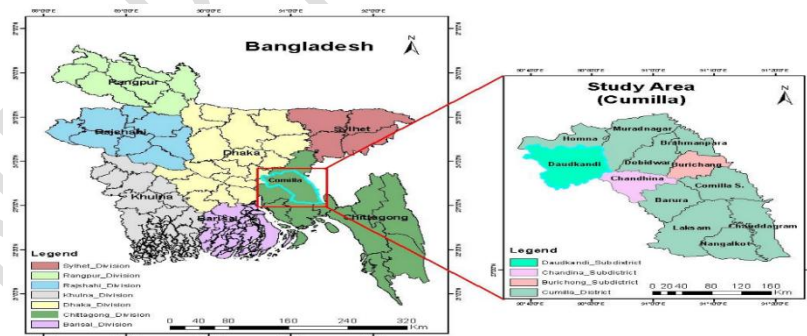 Bangladesh
N
Rangpur
Rajshahi
Sylhet
Dhaka
Comilla
Khulna
Barisal
Chittagong
Legend
Sylhet_Division
Rangpur_Division
Rajshahi_Division
Khulna_Division
Dhaka_Division
Chittagong_Division
Barisal_Division
0 40 80 160 240 320
Km
Study Area
(Cumilla)
N
Homna
Muradnagar
Brahmanpara
Daudkandi
Debidwar
Burichang
Chandhina
Comilla S.
Barura
Laksam
Chauddagram
Nangalkot
Legend
Daudkandi_Subdistrict
Chandina_Subdistrict
Burichong_Subdistrict
Cumilla_District
0 20 40 80 120 160
Km